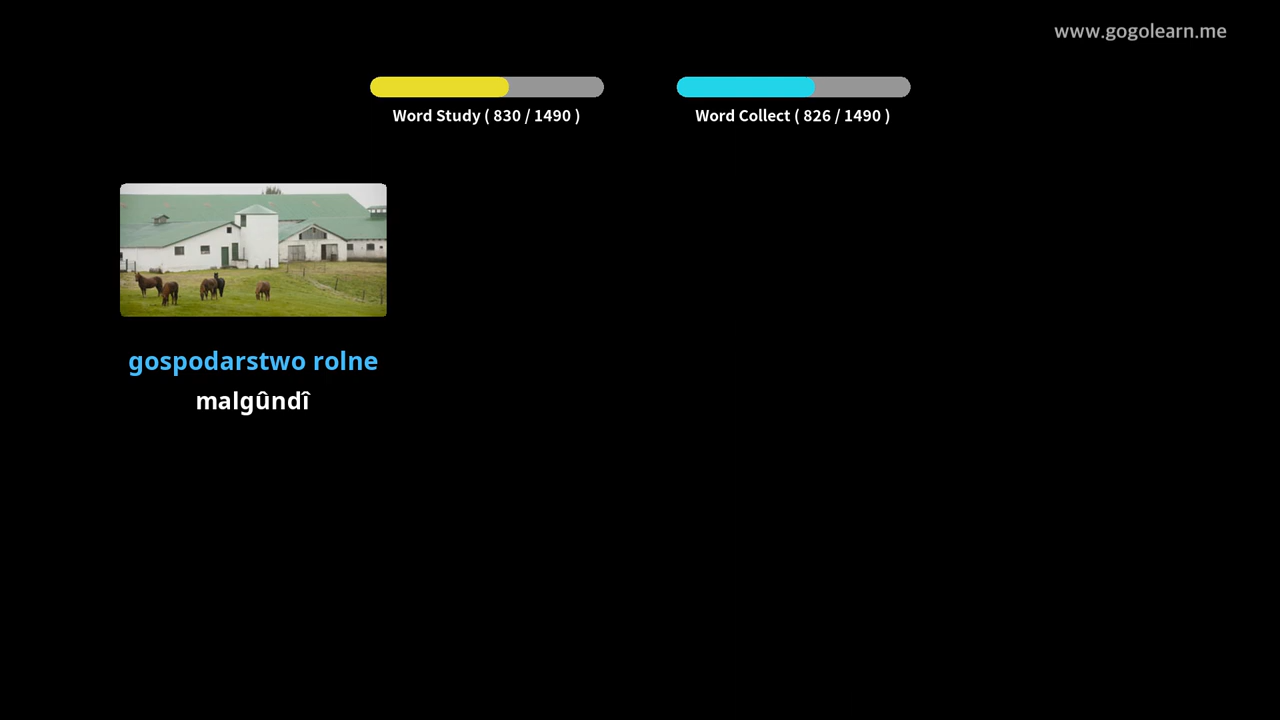 www.gogolearn.me
Word Study ( 830 / 1490 )
Word Collect ( 826 / 1490 )
gospodarstwo rolne
malgûndî